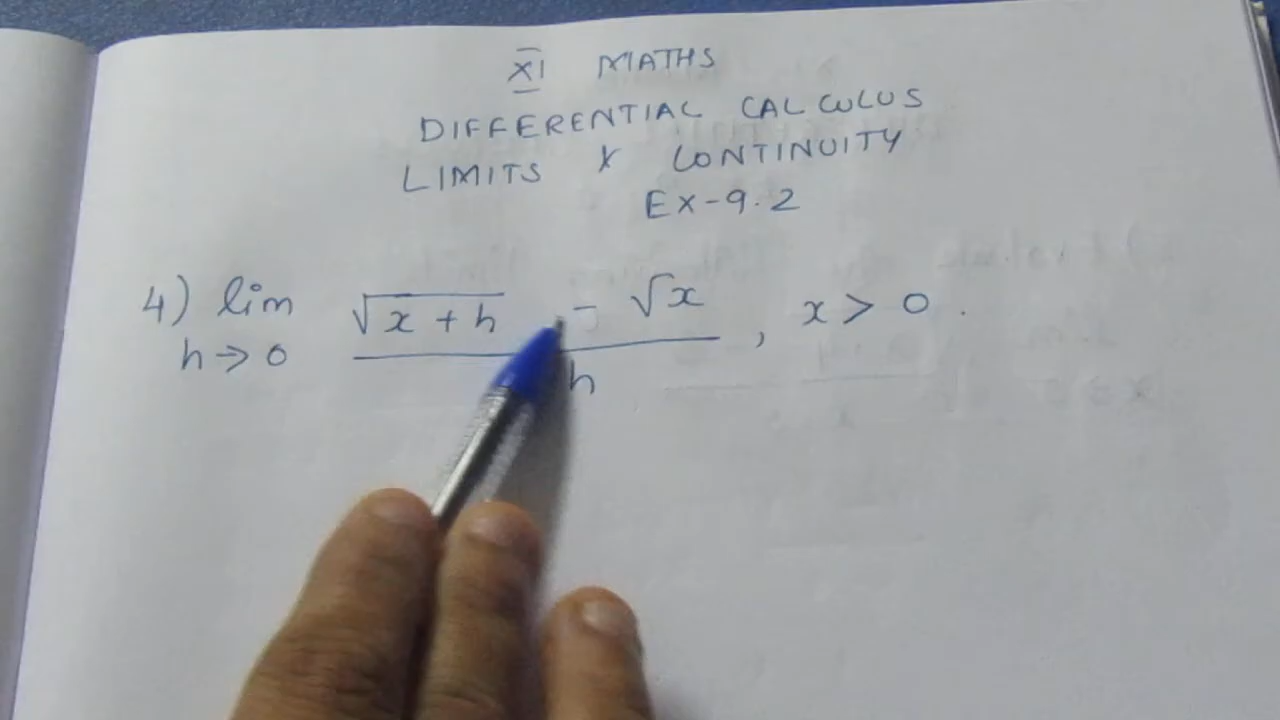 XI MATHS
DIFFERENTIAL CALCULUS
LIMITS & CONTINUITY
EX-9.2
4) lim h→0 (√(x+h) - √x)/h, x > 0.